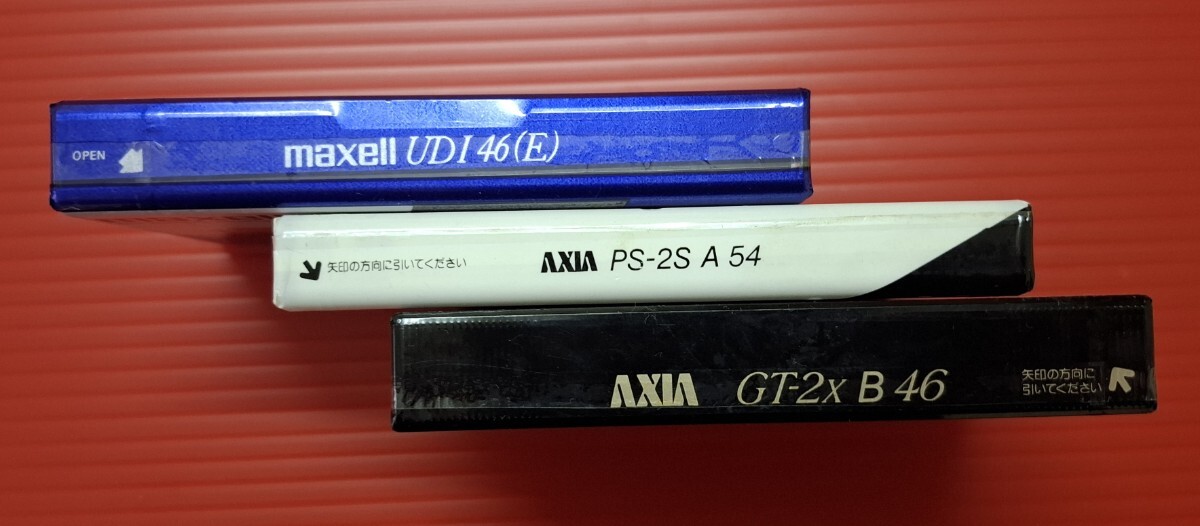 OPEN maxell UD I 46(E)
矢印の方向に引いてください AXIA PS-2S A 54
AXIA GT-2x B 46
矢印の方向に
引いてください